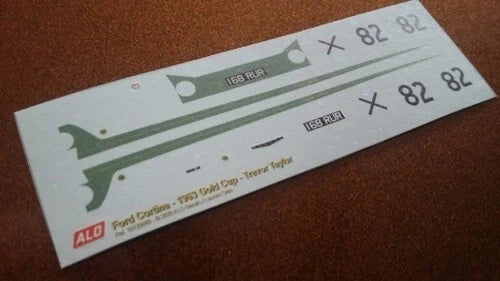 168 RUR
X 82 82
168 RUR
X 82 82
ALO
Ford Cortina - 1963 Gold Cup - Trevor Taylor